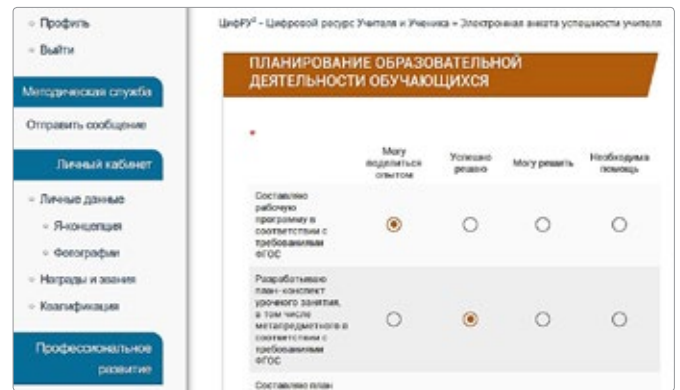 Профиль
Выйти
Методическая служба
Отправить сообщение
Личный кабинет
Личные данные
Я-концепция
Фотографии
Награды и звания
Квалификация
Профессиональное
развитие
ЦифРУ² - Цифровой ресурс Учителя и Ученика » Электронная анкета успешности учителя
ПЛАНИРОВАНИЕ ОБРАЗОВАТЕЛЬНОЙ
ДЕЯТЕЛЬНОСТИ ОБУЧАЮЩИХСЯ
*
Могу
поделиться
опытом
Успешно
решаю
Могу решить
Необходима
помощь
Составляю
рабочую
программу в
соответствии с
требованиями
ФГОС
Разрабатываю
план-конспект
урочного занятия,
в том числе
метапредметного в
соответствии с
требованиями
ФГОС
Составляю план